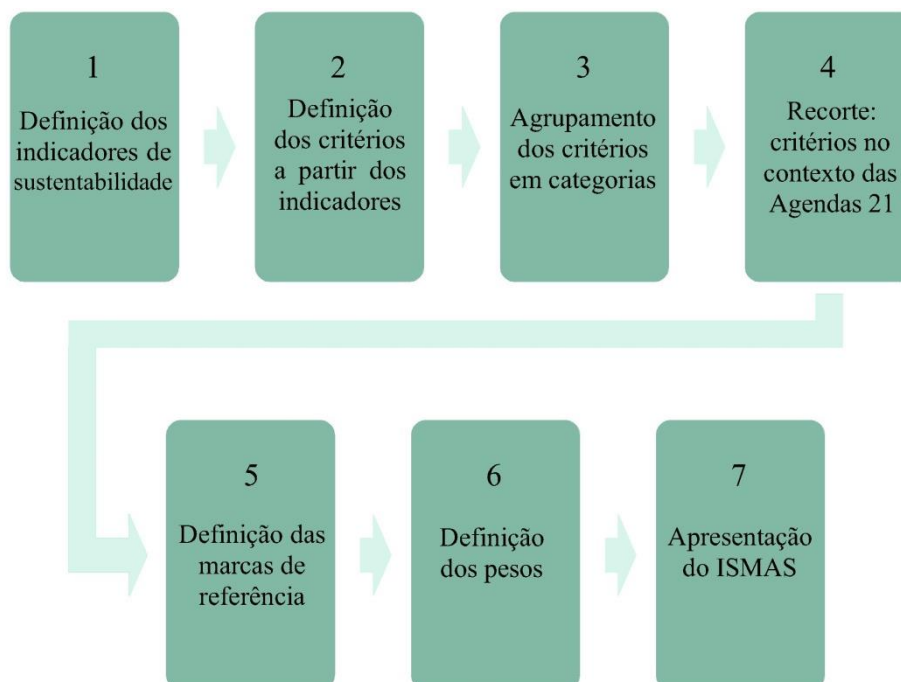 1
Definição dos
indicadores de
sustentabilidade
2
Definição
dos critérios
a partir dos
indicadores
3
Agrupamento
dos critérios
em categorias
4
Recorte:
critérios no
contexto das
Agendas 21
5
Definição das
marcas de
referência
6
Definição
dos pesos
7
Apresentação
do ISMAS